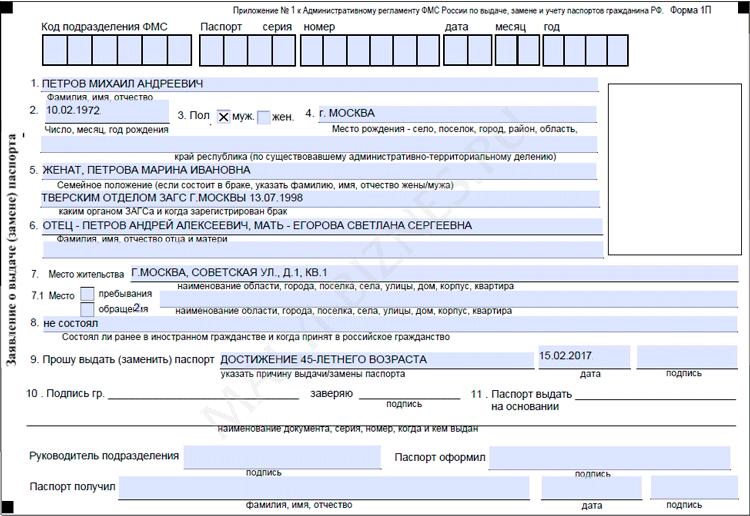 Приложение № 1 к Административному регламенту ФМС России по выдаче, замене и учету паспортов гражданина РФ. Форма 1П
Код подразделения ФМС Паспорт серия номер дата месяц год
Заявление о выдаче (замене) паспорта
1. ПЕТРОВ МИХАИЛ АНДРЕЕВИЧ
Фамилия, имя, отчество
2. 10.02.1972 3. Пол X муж. жен. 4. г. МОСКВА
Число, месяц, год рождения Место рождения - село, поселок, город, район, область,
край республика (по существовавшему административно-территориальному делению)
5. ЖЕНАТ, ПЕТРОВА МАРИНА ИВАНОВНА
Семейное положение (если состоит в браке, указать фамилию, имя, отчество жены/мужа)
ТВЕРСКИМ ОТДЕЛОМ ЗАГС Г.МОСКВЫ 13.07.1998
каким органом ЗАГСа и когда зарегистрирован брак
6. ОТЕЦ - ПЕТРОВ АНДРЕЙ АЛЕКСЕЕВИЧ, МАТЬ - ЕГОРОВА СВЕТЛАНА СЕРГЕЕВНА
Фамилия, имя, отчество отца и матери
7. Место жительства Г.МОСКВА, СОВЕТСКАЯ УЛ., Д.1, КВ.1
наименование области, города, поселка, села, улицы, дом, корпус, квартира
7.1 Место пребывания
обращения 2.
наименование области, города, поселка, села, улицы, дом, корпус, квартира
8. не состоял
Состоял ли ранее в иностранном гражданстве и когда принят в российское гражданство
9. Прошу выдать (заменить) паспорт ДОСТИЖЕНИЕ 45-ЛЕТНЕГО ВОЗРАСТА 15.02.2017
указать причину выдачи/замены паспорта дата подпись
10 . Подпись гр. заверяю 11 . Паспорт выдать
подпись на основании
наименование документа, серия, номер, когда и кем выдан
Руководитель подразделения Паспорт оформил
подпись подпись
Паспорт получил
фамилия, имя, отчество дата подпись
MAXYBIZNES.RU